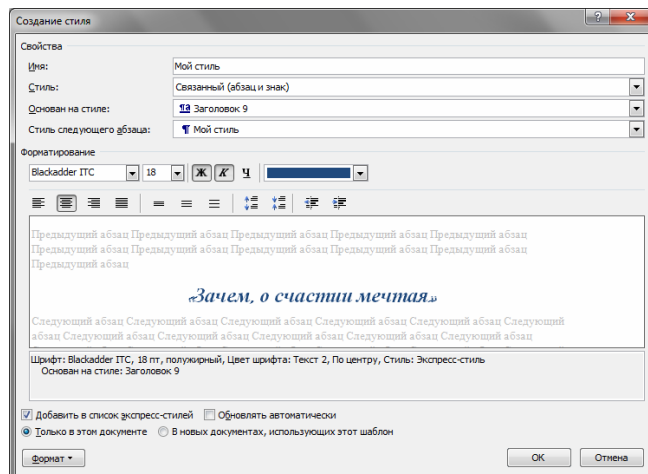 Создание стиля
Свойства
Имя: Мой стиль
Стиль: Связанный (абзац и знак)
Основан на стиле: ¶a Заголовок 9
Стиль следующего абзаца: ¶ Мой стиль
Форматирование
Blackadder ITC 18 Ж К Ч
Предыдущий абзац Предыдущий абзац Предыдущий абзац Предыдущий абзац Предыдущий абзац
Предыдущий абзац Предыдущий абзац Предыдущий абзац Предыдущий абзац Предыдущий абзац
Предыдущий абзац
«Зачем, о счастии мечтая»
Следующий абзац Следующий абзац Следующий абзац Следующий абзац Следующий абзац Следующий
абзац Следующий абзац Следующий абзац Следующий абзац Следующий абзац Следующий абзац
Шрифт: Blackadder ITC, 18 пт, полужирный, Цвет шрифта: Текст 2, По центру, Стиль: Экспресс-стиль
Основан на стиле: Заголовок 9
Добавить в список экспресс-стилей Обновлять автоматически
Только в этом документе В новых документах, использующих этот шаблон
Формат OK Отмена